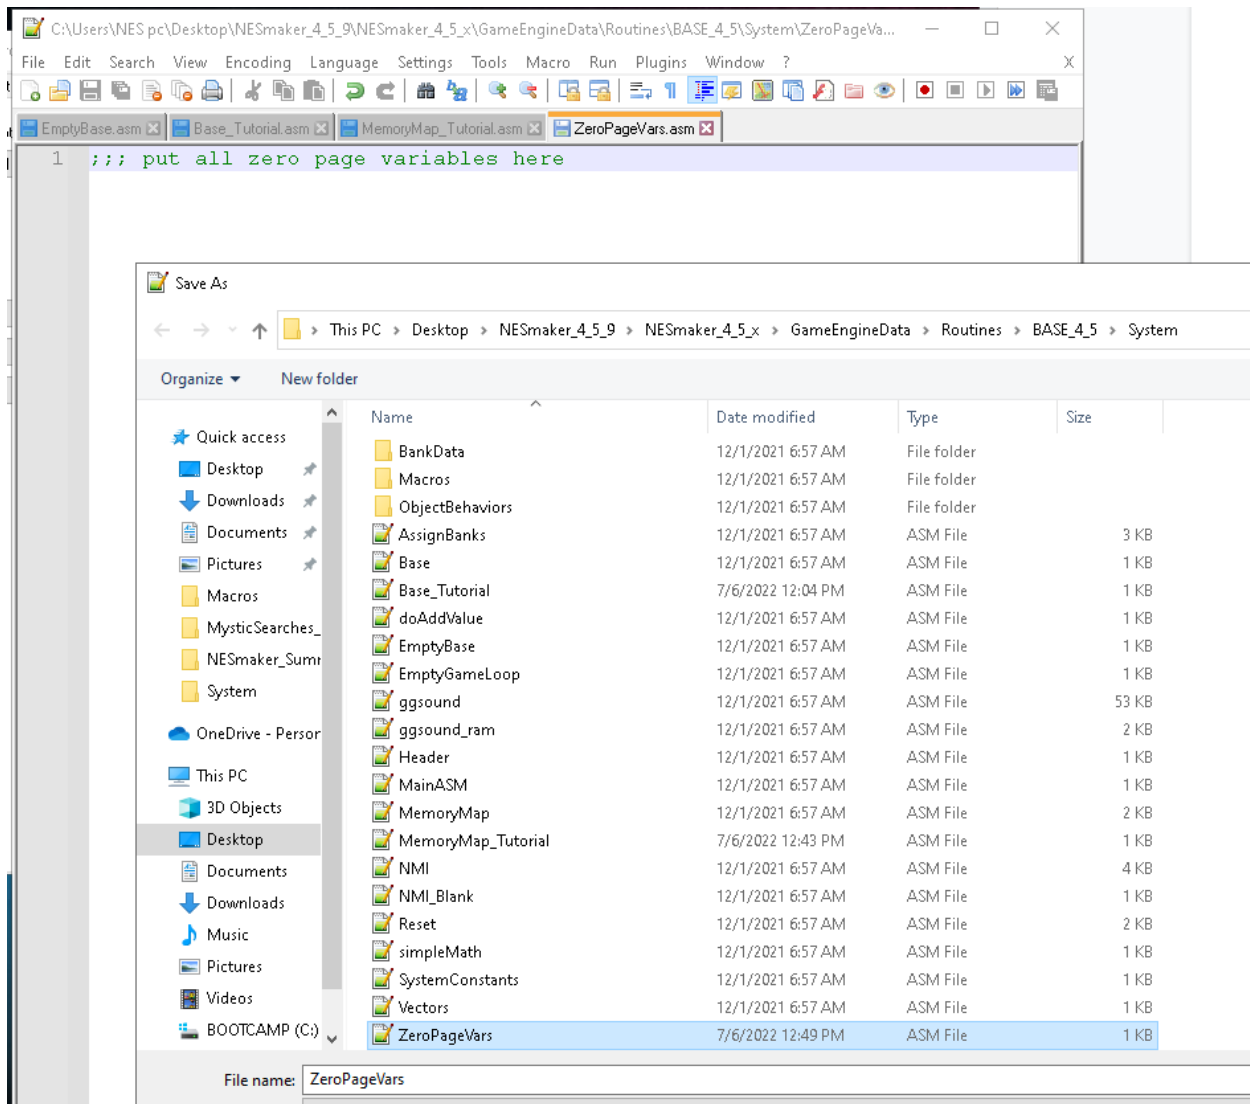 C:\Users\NES pc\Desktop\NESmaker_4_5_9\NESmaker_4_5_x\GameEngineData\Routines\BASE_4_5\System\ZeroPageVa...
File Edit Search View Encoding Language Settings Tools Macro Run Plugins Window ? X
EmptyBase.asm Base_Tutorial.asm MemoryMap_Tutorial.asm ZeroPageVars.asm
1 ;;; put all zero page variables here
Save As
This PC > Desktop > NESmaker_4_5_9 > NESmaker_4_5_x > GameEngineData > Routines > BASE_4_5 > System
Organize New folder
Name Date modified Type Size
Quick access
Desktop
Downloads
Documents
Pictures
Macros
MysticSearches_
NESmaker_Sumr
System
OneDrive - Person
This PC
3D Objects
Desktop
Documents
Downloads
Music
Pictures
Videos
BOOTCAMP (C:)
BankData 12/1/2021 6:57 AM File folder
Macros 12/1/2021 6:57 AM File folder
ObjectBehaviors 12/1/2021 6:57 AM File folder
AssignBanks 12/1/2021 6:57 AM ASM File 3 KB
Base 12/1/2021 6:57 AM ASM File 1 KB
Base_Tutorial 7/6/2022 12:04 PM ASM File 1 KB
doAddValue 12/1/2021 6:57 AM ASM File 1 KB
EmptyBase 12/1/2021 6:57 AM ASM File 1 KB
EmptyGameLoop 12/1/2021 6:57 AM ASM File 1 KB
ggsound 12/1/2021 6:57 AM ASM File 53 KB
ggsound_ram 12/1/2021 6:57 AM ASM File 2 KB
Header 12/1/2021 6:57 AM ASM File 1 KB
MainASM 12/1/2021 6:57 AM ASM File 1 KB
MemoryMap 12/1/2021 6:57 AM ASM File 2 KB
MemoryMap_Tutorial 7/6/2022 12:43 PM ASM File 1 KB
NMI 12/1/2021 6:57 AM ASM File 4 KB
NMI_Blank 12/1/2021 6:57 AM ASM File 1 KB
Reset 12/1/2021 6:57 AM ASM File 2 KB
simpleMath 12/1/2021 6:57 AM ASM File 1 KB
SystemConstants 12/1/2021 6:57 AM ASM File 1 KB
Vectors 12/1/2021 6:57 AM ASM File 1 KB
ZeroPageVars 7/6/2022 12:49 PM ASM File 1 KB
File name: ZeroPageVars